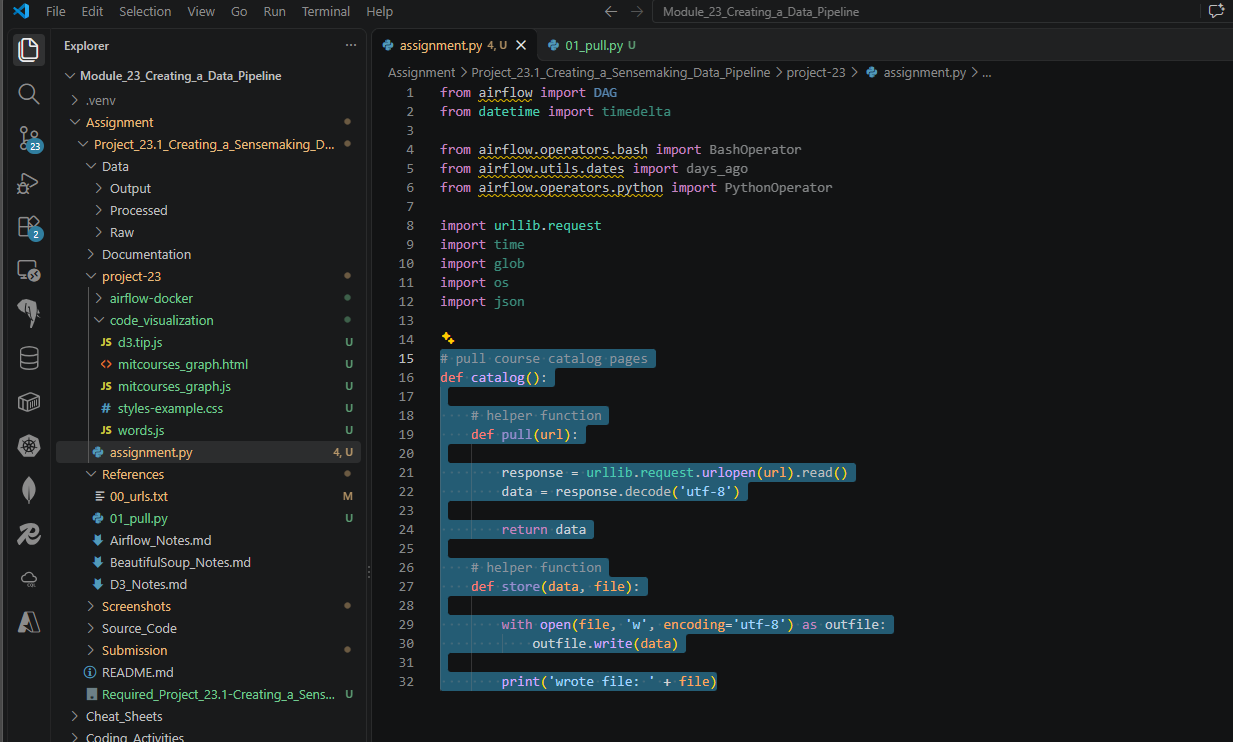 File Edit Selection View Go Run Terminal Help
Module_23_Creating_a_Data_Pipeline
Explorer
Module_23_Creating_a_Data_Pipeline
.venv
Assignment
Project_23.1_Creating_a_Sensemaking_D...
Data
Output
Processed
Raw
Documentation
project-23
airflow-docker
code_visualization
JS d3.tip.js U
<> mitcourses_graph.html U
JS mitcourses_graph.js U
# styles-example.css U
JS words.js U
assignment.py 4, U
References
00_urls.txt M
01_pull.py U
Airflow_Notes.md
BeautifulSoup_Notes.md
D3_Notes.md
Screenshots
Source_Code
Submission
README.md
Required_Project_23.1-Creating_a_Sens... U
Cheat_Sheets
Coding_Activities
23
2
assignment.py 4, U
01_pull.py U
Assignment > Project_23.1_Creating_a_Sensemaking_Data_Pipeline > project-23 > assignment.py > ...
1 from airflow import DAG
2 from datetime import timedelta
3
4 from airflow.operators.bash import BashOperator
5 from airflow.utils.dates import days_ago
6 from airflow.operators.python import PythonOperator
7
8 import urllib.request
9 import time
10 import glob
11 import os
12 import json
13
14
15 # pull course catalog pages
16 def catalog():
17
18     # helper function
19     def pull(url):
20
21         response = urllib.request.urlopen(url).read()
22         data = response.decode('utf-8')
23
24         return data
25
26     # helper function
27     def store(data, file):
28
29         with open(file, 'w', encoding='utf-8') as outfile:
30             outfile.write(data)
31
32         print('wrote file: ' + file)